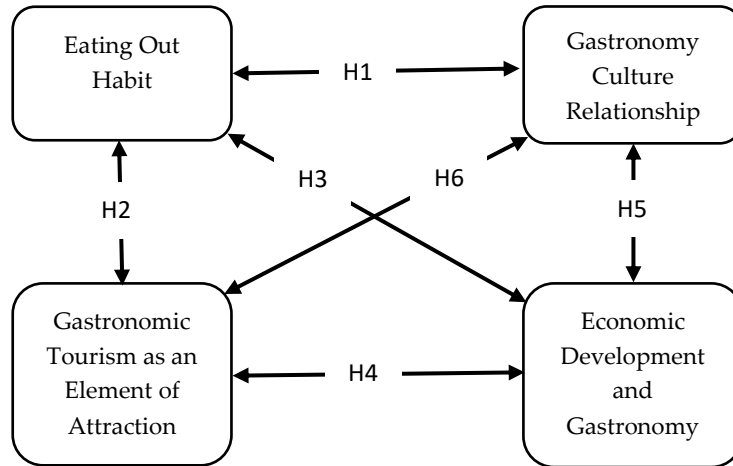 Eating Out
Habit
H1
Gastronomy
Culture
Relationship
H2
H3
H6
H5
Gastronomic
Tourism as an
Element of
Attraction
H4
Economic
Development
and
Gastronomy